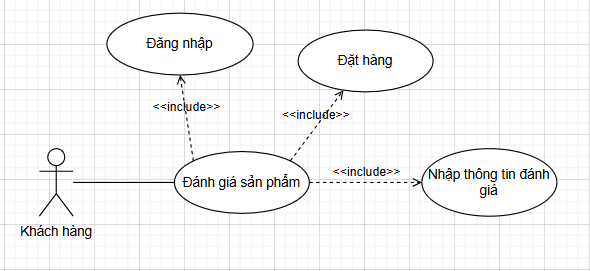 Đăng nhập
Đặt hàng
<<include>>
<<include>>
<<include>>
Đánh giá sản phẩm
Nhập thông tin đánh
giá
Khách hàng